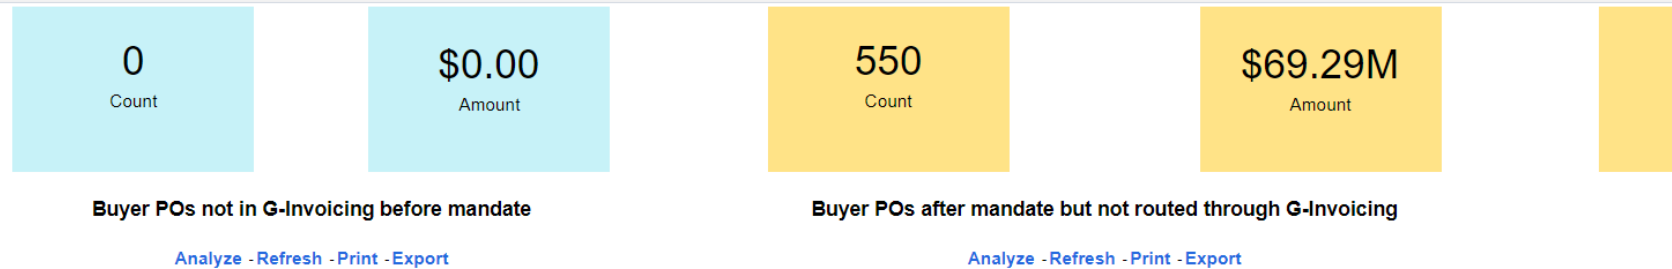 0
Count
$0.00
Amount
550
Count
$69.29M
Amount
Buyer POs not in G-Invoicing before mandate
Buyer POs after mandate but not routed through G-Invoicing
Analyze - Refresh - Print - Export
Analyze - Refresh - Print - Export